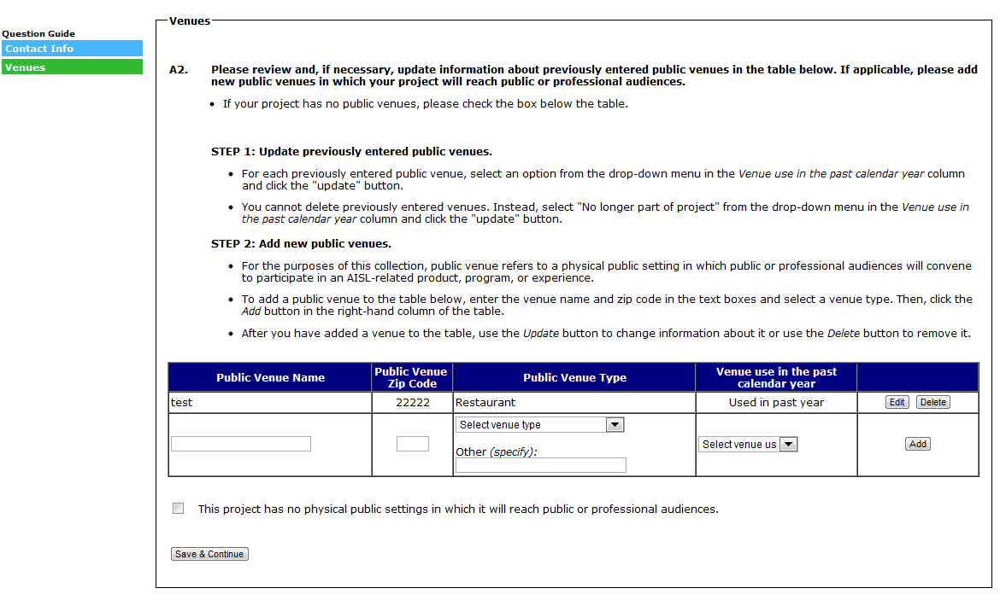 Venues
Question Guide
Contact Info
Venues
A2. Please review and, if necessary, update information about previously entered public venues in the table below. If applicable, please add
new public venues in which your project will reach public or professional audiences.
• If your project has no public venues, please check the box below the table.
STEP 1: Update previously entered public venues.
• For each previously entered public venue, select an option from the drop-down menu in the Venue use in the past calendar year column
and click the "update" button.
• You cannot delete previously entered venues. Instead, select "No longer part of project" from the drop-down menu in the Venue use in
the past calendar year column and click the "update" button.
STEP 2: Add new public venues.
• For the purposes of this collection, public venue refers to a physical public setting in which public or professional audiences will convene
to participate in an AISL-related product, program, or experience.
• To add a public venue to the table below, enter the venue name and zip code in the text boxes and select a venue type. Then, click the
Add button in the right-hand column of the table.
• After you have added a venue to the table, use the Update button to change information about it or use the Delete button to remove it.
Public Venue Name Public Venue Zip Code Public Venue Type Venue use in the past calendar year
test 22222 Restaurant Used in past year Edit Delete
Select venue type
Select venue us Add
Other (specify):
This project has no physical public settings in which it will reach public or professional audiences.
Save & Continue